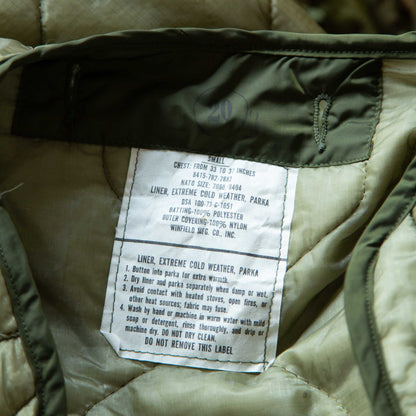 20
SMALL
CHEST: FROM 33 TO 37 INCHES
8415-782-2887
NATO SIZE: 7080 9494
LINER, EXTREME COLD WEATHER, PARKA
DSA 100-71-C-1051
BATTING-100% POLYESTER
OUTER COVERING-100% NYLON
WINFIELD MFG. CO., INC.
LINER, EXTREME COLD WEATHER, PARKA
1. Button into parka for extra warmth.
2. Dry liner and parka separately when damp or wet.
3. Avoid contact with heated stoves, open fires, or
other heat sources; fabric may fuse.
4. Wash by hand or machine in warm water with mild
soap or detergent, rinse thoroughly, and drip or
machine dry. DO NOT DRY CLEAN.
DO NOT REMOVE THIS LABEL